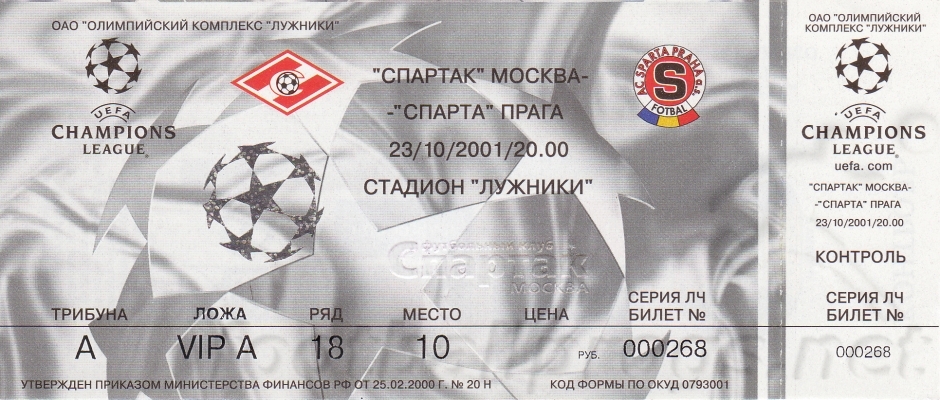 ОАО "ОЛИМПИЙСКИЙ КОМПЛЕКС "ЛУЖНИКИ"
UEFA
CHAMPIONS
LEAGUE®
AC SPARTA PRAHA a.s.
S
FOTBAL
"СПАРТАК" МОСКВА-
-"СПАРТА" ПРАГА
23/10/2001/20.00
СТАДИОН "ЛУЖНИКИ"
Футбольный клуб
Спартак
МОСКВА
ТРИБУНА ЛОЖА РЯД МЕСТО ЦЕНА СЕРИЯ ЛЧ
БИЛЕТ №
А VIP A 18 10 РУБ. 000268
УТВЕРЖДЕН ПРИКАЗОМ МИНИСТЕРСТВА ФИНАНСОВ РФ ОТ 25.02.2000 Г. № 20 Н КОД ФОРМЫ ПО ОКУД 0793001
ОАО "ОЛИМПИЙСКИЙ
КОМПЛЕКС "ЛУЖНИКИ"
UEFA
CHAMPIONS
LEAGUE®
uefa.com
"СПАРТАК" МОСКВА-
-"СПАРТА" ПРАГА
23/10/2001/20.00
КОНТРОЛЬ
СЕРИЯ ЛЧ
БИЛЕТ №
000268